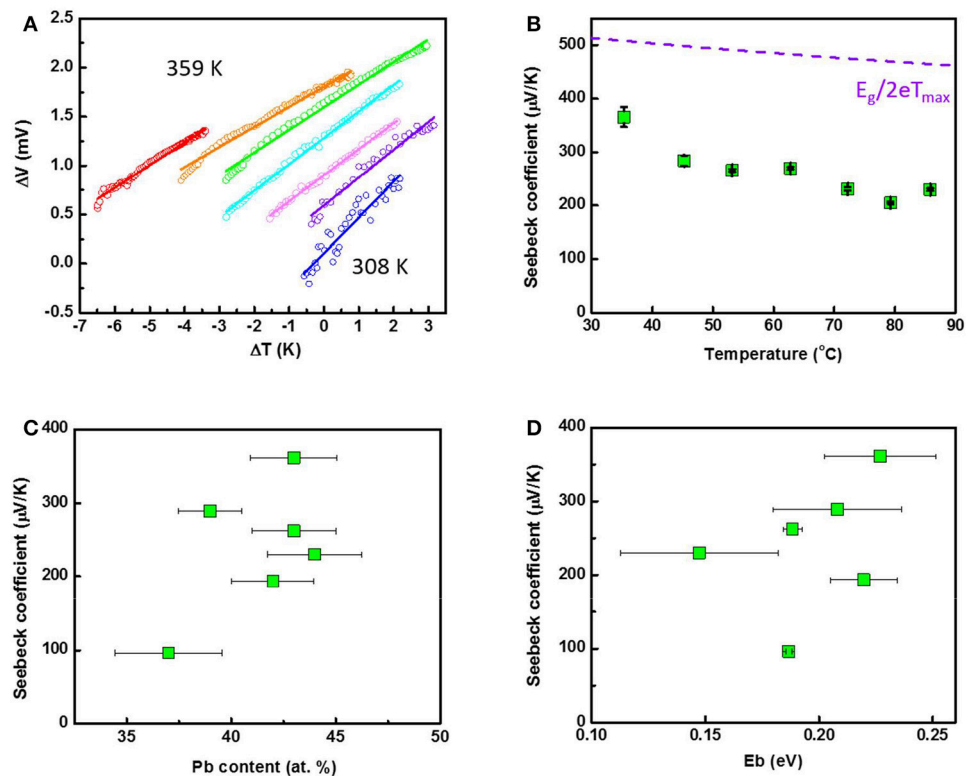 A
359 K
308 K
ΔV (mV)
2.5
2.0
1.5
1.0
0.5
0.0
-0.5
-7 -6 -5 -4 -3 -2 -1 0 1 2 3
ΔT (K)
B
E_g/2eT_max
Seebeck coefficient (μV/K)
500
400
300
200
100
0
30 40 50 60 70 80 90
Temperature (°C)
C
Seebeck coefficient (μV/K)
400
300
200
100
0
35 40 45 50
Pb content (at. %)
D
Seebeck coefficient (μV/K)
400
300
200
100
0
0.10 0.15 0.20 0.25
Eb (eV)